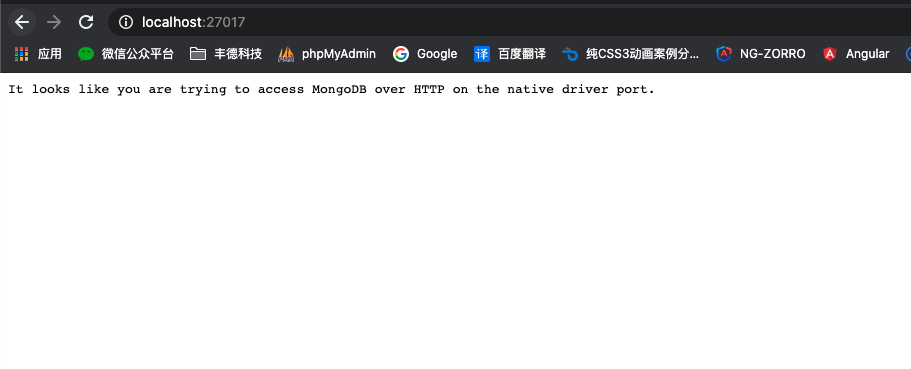 localhost:27017
应用 微信公众平台 丰德科技 phpMyAdmin Google 译 百度翻译 纯CSS3动画案例分... NG-ZORRO Angular
It looks like you are trying to access MongoDB over HTTP on the native driver port.